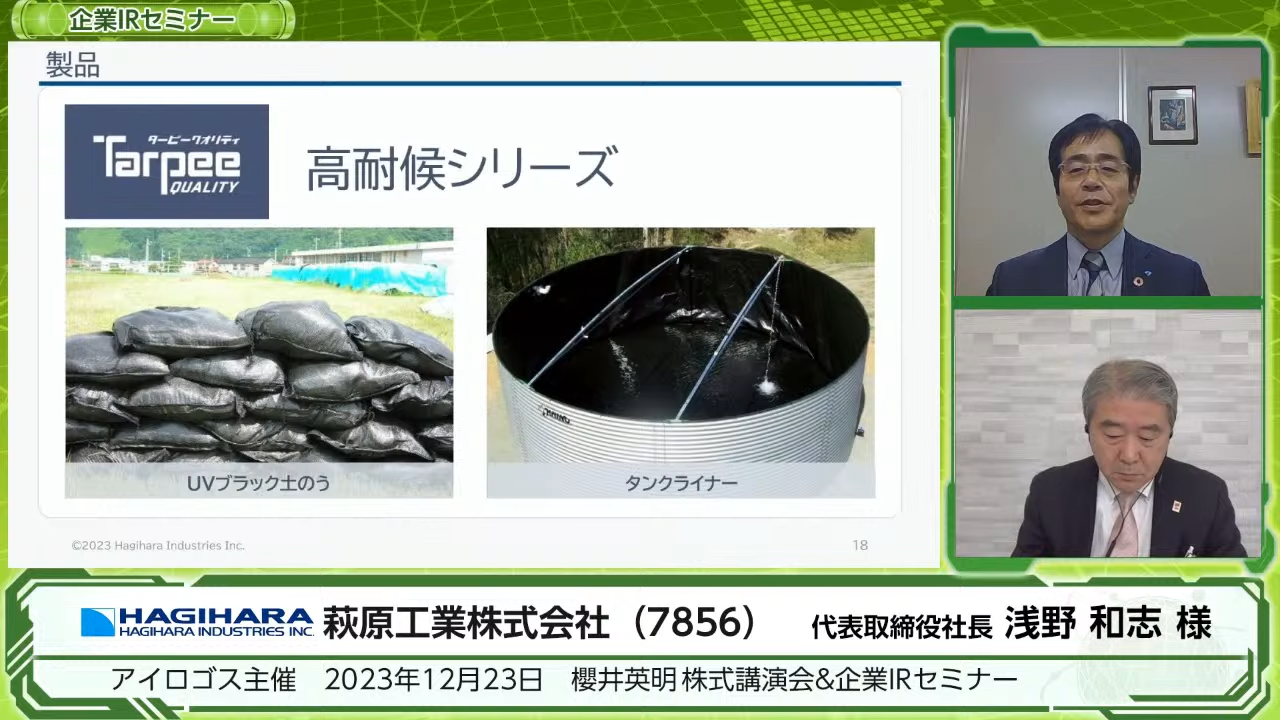 企業IRセミナー
製品
タービークオリティ
Tarpee
QUALITY
高耐候シリーズ
UVブラック土のう
タンクライナー
©2023 Hagihara Industries Inc.
18
HAGIHARA
HAGIHARA INDUSTRIES INC.
萩原工業株式会社（7856）
代表取締役社長 浅野 和志 様
アイロゴス主催 2023年12月23日 櫻井英明 株式講演会&企業IRセミナー